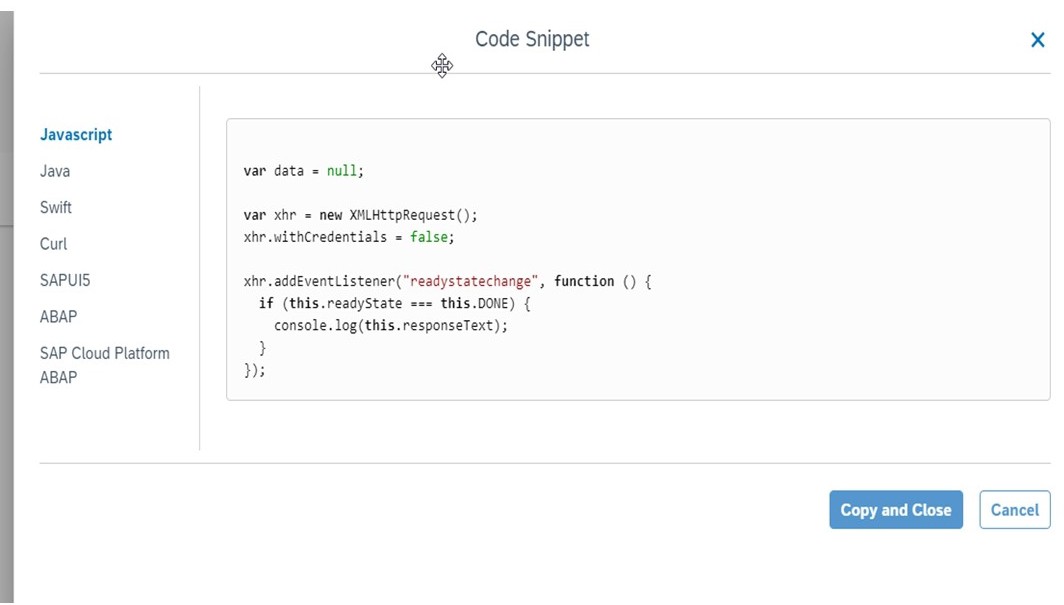 Code Snippet
Javascript
Java
Swift
Curl
SAPUI5
ABAP
SAP Cloud Platform
ABAP
var data = null;
var xhr = new XMLHttpRequest();
xhr.withCredentials = false;
xhr.addEventListener("readystatechange", function () {
  if (this.readyState === this.DONE) {
    console.log(this.responseText);
  }
});
Copy and Close
Cancel